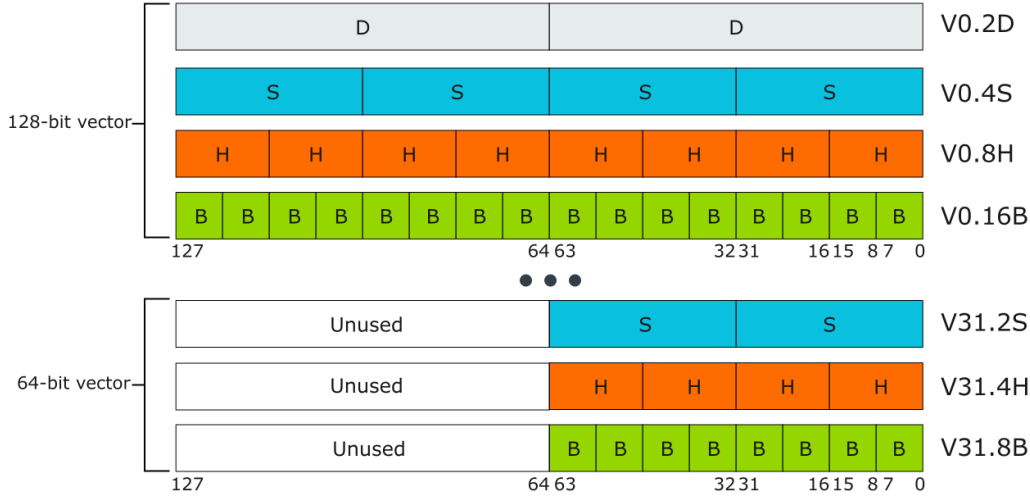 D D V0.2D
S S S S V0.4S
128-bit vector
H H H H H H H H V0.8H
B B B B B B B B B B B B B B B B V0.16B
127 64 63 32 31 16 15 8 7 0
Unused S S V31.2S
64-bit vector
Unused H H H H V31.4H
Unused B B B B B B B B V31.8B
127 64 63 32 31 16 15 8 7 0